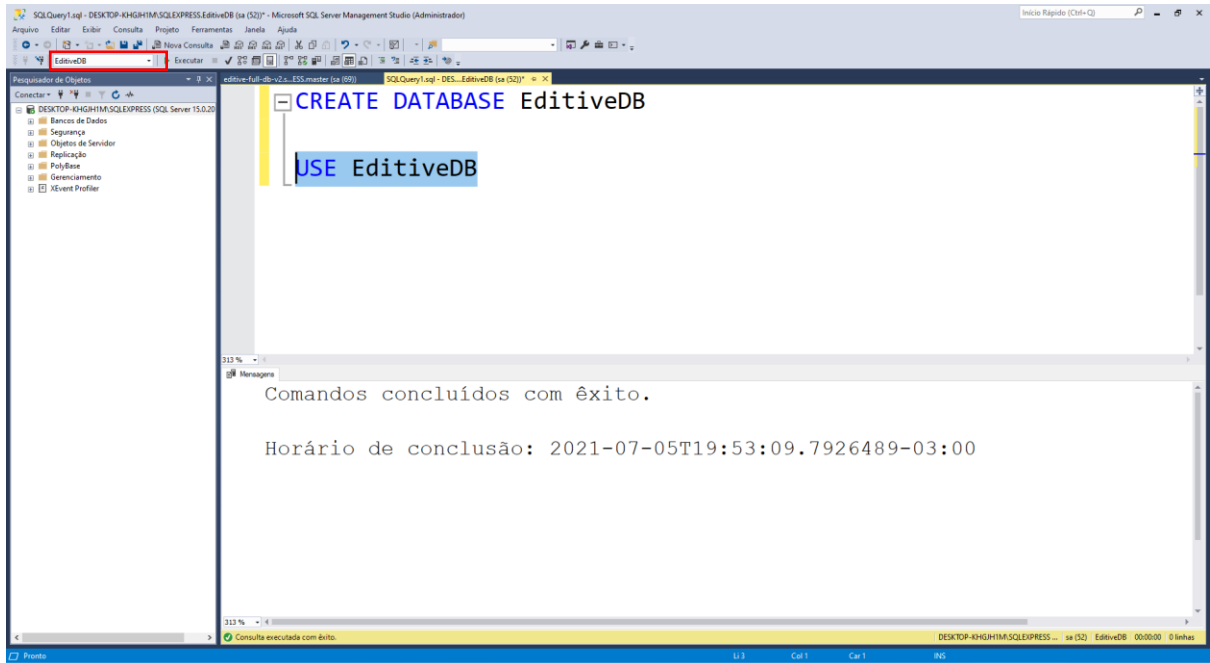 SQLQuery1.sql - DESKTOP-KHGJH1M\SQLEXPRESS.EditiveDB (sa (52))* - Microsoft SQL Server Management Studio (Administrador)
Início Rápido (Ctrl+Q)
Arquivo Editar Exibir Consulta Projeto Ferramentas Janela Ajuda
Nova Consulta
EditiveDB
Executar
Pesquisador de Objetos
editive-full-db-v2.s...ESS.master (sa (69))
SQLQuery1.sql - DES....EditiveDB (sa (52))*
Conectar
DESKTOP-KHGJH1M\SQLEXPRESS (SQL Server 15.0.20
Bancos de Dados
Segurança
Objetos de Servidor
Replicação
PolyBase
Gerenciamento
XEvent Profiler
CREATE DATABASE EditiveDB
USE EditiveDB
313 %
Mensagens
Comandos concluídos com êxito.
Horário de conclusão: 2021-07-05T19:53:09.7926489-03:00
313 %
Consulta executada com êxito.
DESKTOP-KHGJH1M\SQLEXPRESS ... sa (52) EditiveDB 00:00:00 0 linhas
Pronto
Li 3 Col 1 Car 1 INS